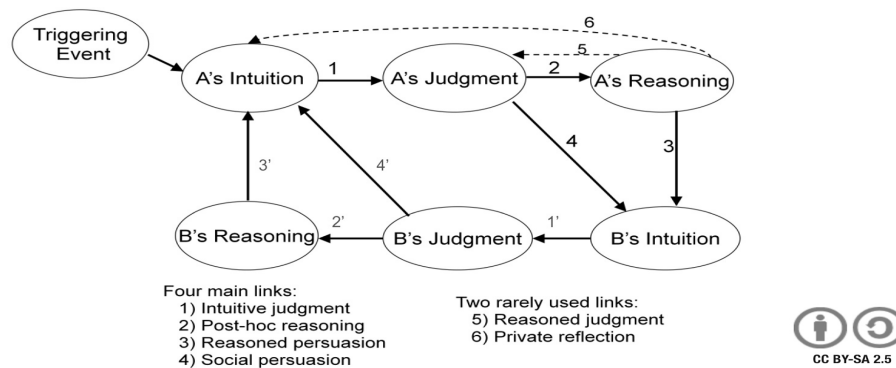 6
Triggering
Event
5
A's Intuition
1
A's Judgment
2
A's Reasoning
4
3
3'
4'
B's Reasoning
2'
B's Judgment
1'
B's Intuition
Four main links:
1) Intuitive judgment
2) Post-hoc reasoning
3) Reasoned persuasion
4) Social persuasion
Two rarely used links:
5) Reasoned judgment
6) Private reflection
CC BY-SA 2.5